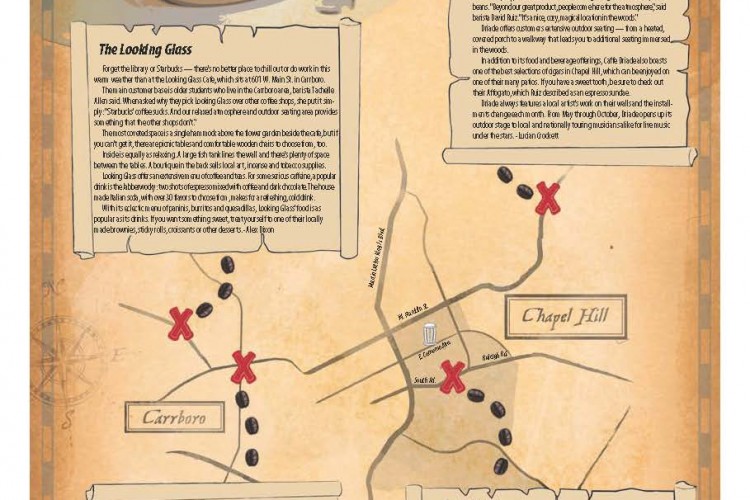 The Looking Glass
Forget the library or Starbucks — there's no better place to chill out or do work in this
warm weather than at the Looking Glass Cafe, which sits at 601 W. Main St. in Carrboro.
The main customer base is older students who live in the Carrboro area, barista Tachelle
Allen said. When asked why they pick Looking Glass over other coffee shops, she put it sim-
ply: "Starbucks' coffee sucks. And our relaxed atmosphere and outdoor seating area provides
something that the other shops don't."
The most coveted space is a single hammock above the flower garden beside the cafe, but if
you can't get it, there are picnic tables and comfortable wooden chairs to choose from, too.
Inside is equally as relaxing. A large fish tank lines the wall and there's plenty of space
between the tables. A boutique in the back sells local art, incense and tobacco supplies.
Looking Glass offers an extensive menu of coffee and teas. For some serious caffeine, a popular
drink is the Jabberwocky: two shots of espresso mixed with coffee and dark chocolate. The house
made Italian soda, with over 30 flavors to choose from, makes for a refreshing, cold drink.
With its eclectic menu of paninis, burritos and quesadillas, Looking Glass' food is as
popular as its drinks. If you want something sweet, treat yourself to one of their locally
made brownies, sticky rolls, croissants or other desserts. - Alex Dixon
beans. "Beyond our great product, people come here for the atmosphere," said
barista David Ruiz. "It's a nice, cozy, magical location in the woods."
Driade offers customers extensive outdoor seating — from a heated,
covered porch to a walkway that leads you to additional seating immersed
in the woods.
In addition to its food and beverage offerings, Caffe Driade also boasts
one of the best selections of cigars in Chapel Hill, which can be enjoyed on
one of their many patios. If you have a sweet tooth, be sure to check out
their Affogato, which Ruiz described as an espresso sundae.
Driade always features a local artist's work on their walls and the install-
ments change each month. From May through October, Driade opens up its
outdoor stage to local and nationally touring musicians alike for live music
under the stars. - Lucian Crockett
Martin Luther King Jr. Blvd.
W. Franklin St.
E. Cameron Ave.
Raleigh Rd.
South Rd.
Chapel Hill
Carrboro
N
E
S